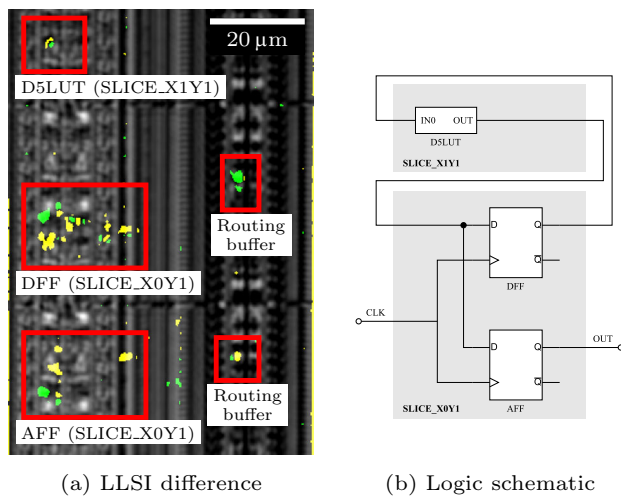 20 µm
D5LUT (SLICE_X1Y1)
Routing
buffer
DFF (SLICE_X0Y1)
Routing
buffer
AFF (SLICE_X0Y1)
(a) LLSI difference
IN0 OUT
D5LUT
SLICE_X1Y1
D Q
Q
DFF
CLK
D Q
OUT
Q
AFF
SLICE_X0Y1
(b) Logic schematic